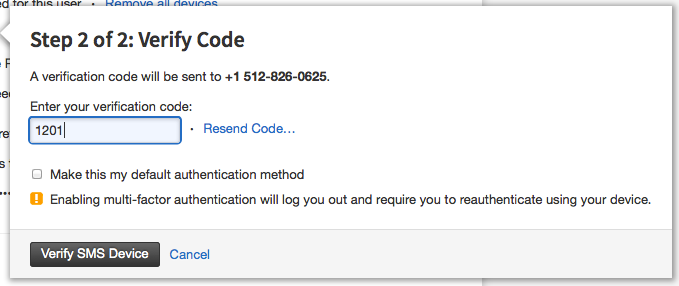 ed for this user · Remove all devices
Step 2 of 2: Verify Code
A verification code will be sent to +1 512-826-0625.
Enter your verification code:
1201 · Resend Code...
Make this my default authentication method
! Enabling multi-factor authentication will log you out and require you to reauthenticate using your device.
Verify SMS Device Cancel